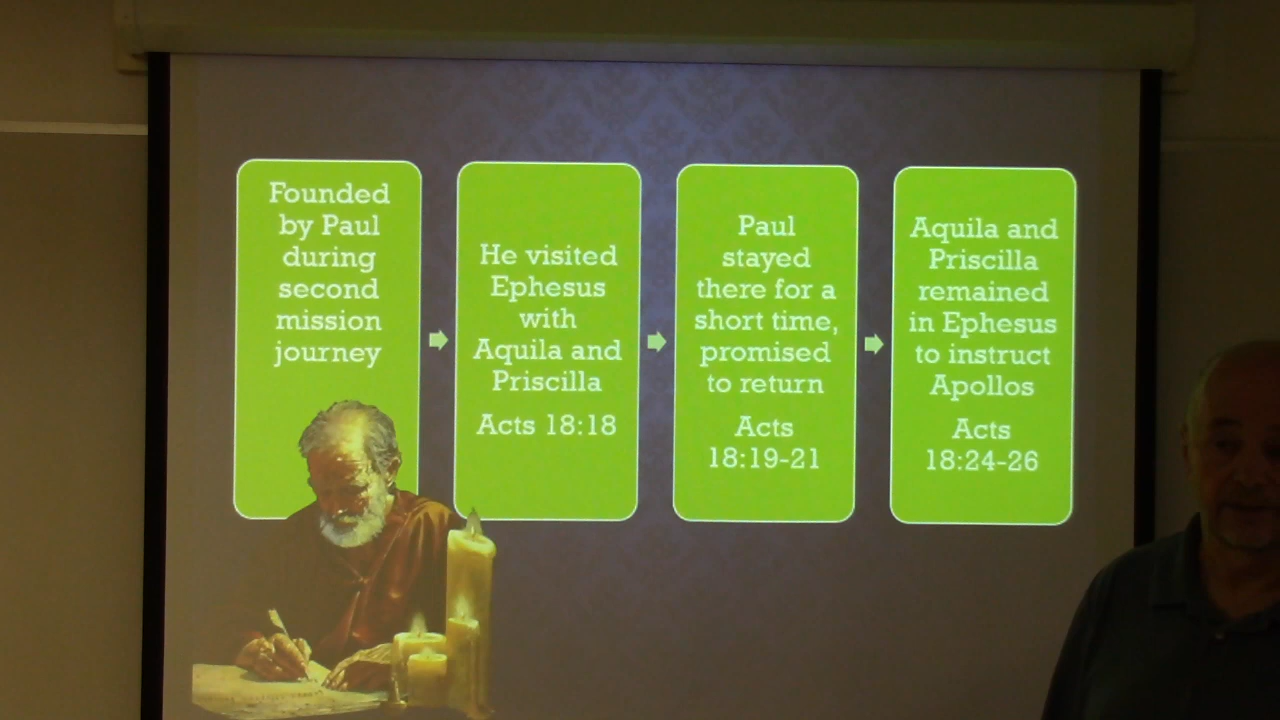 Founded
by Paul
during
second
mission
journey
He visited
Ephesus
with
Aquila and
Priscilla
Acts 18:18
Paul
stayed
there for a
short time,
promised
to return
Acts
18:19-21
Aquila and
Priscilla
remained
in Ephesus
to instruct
Apollos
Acts
18:24-26